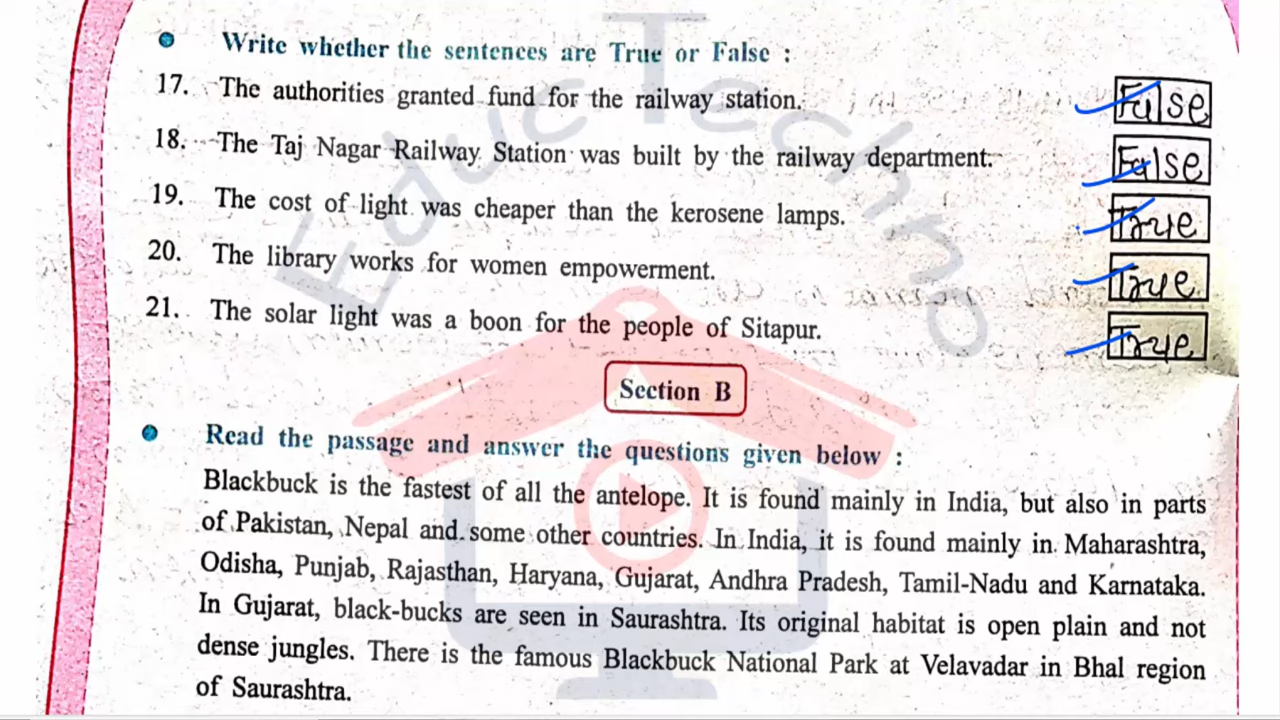 Write whether the sentences are True or False :
17. The authorities granted fund for the railway station. False
18. The Taj Nagar Railway Station was built by the railway department. False
19. The cost of light was cheaper than the kerosene lamps. True
20. The library works for women empowerment. True
21. The solar light was a boon for the people of Sitapur. True
Section B
Read the passage and answer the questions given below :
Blackbuck is the fastest of all the antelope. It is found mainly in India, but also in parts
of Pakistan, Nepal and some other countries. In India, it is found mainly in Maharashtra,
Odisha, Punjab, Rajasthan, Haryana, Gujarat, Andhra Pradesh, Tamil-Nadu and Karnataka.
In Gujarat, black-bucks are seen in Saurashtra. Its original habitat is open plain and not
dense jungles. There is the famous Blackbuck National Park at Velavadar in Bhal region
of Saurashtra.
Educ Techno